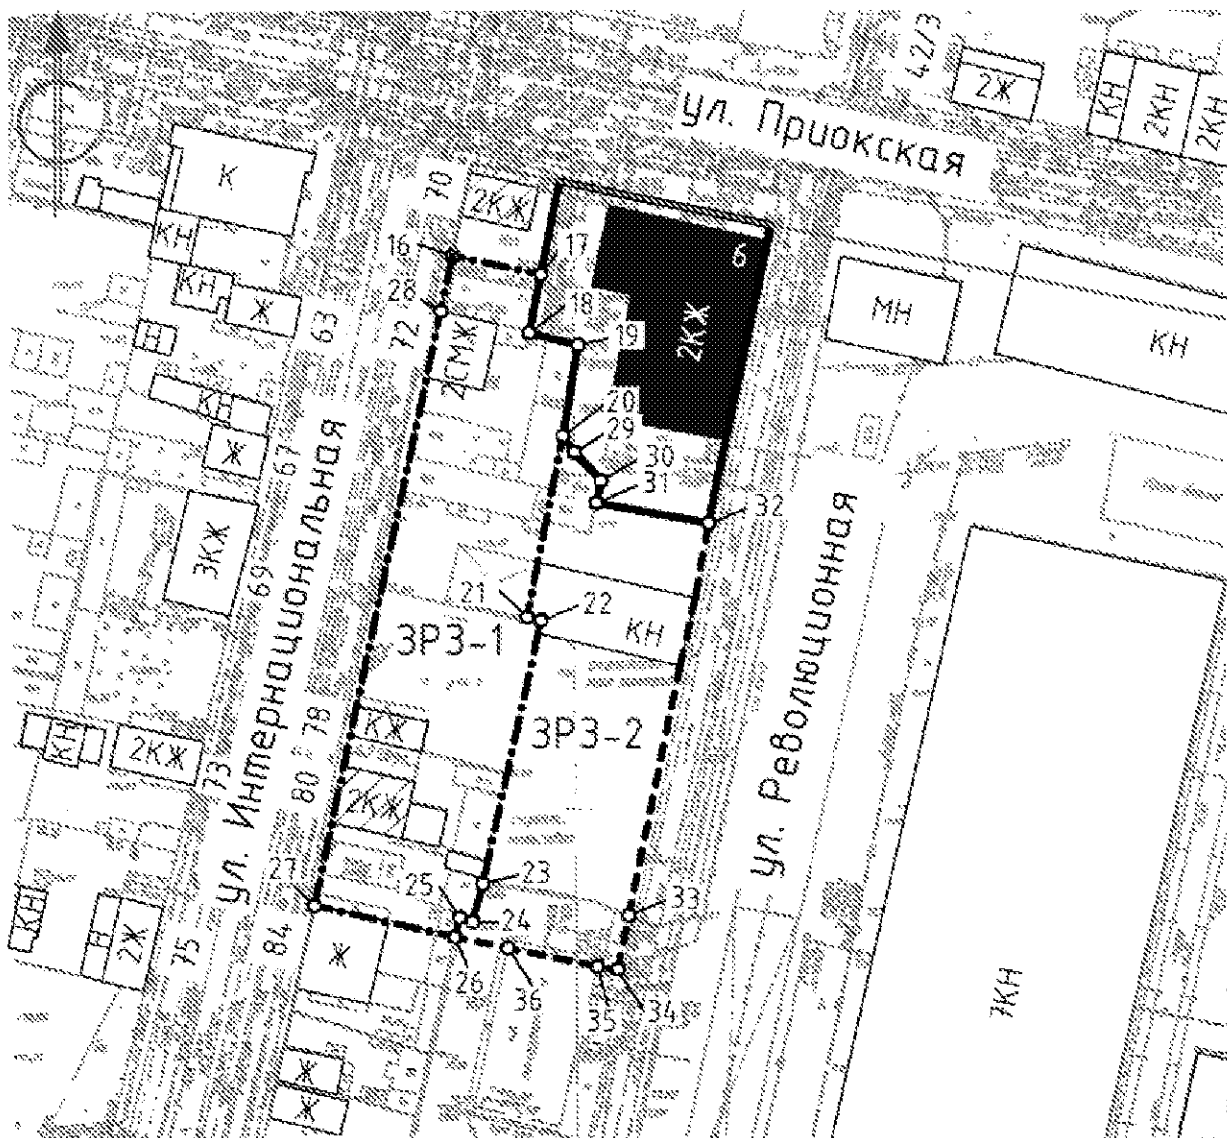 42/3
2Ж
КН
2КН
2КН
ул. Приокская
К
70
2КЖ
КН
16
17
6
КН
Ж
28
18
19
МН
КН
Н
63
72
2СМЖ
2КЖ
КН
20
29
Ж
67
30
31
32
3КЖ
69
21
22
КН
ЗРЗ-1
ул. Интернациональная
ул. Революционная
78
КЖ
ЗРЗ-2
КН
2КЖ
73
80
2КЖ
27
25
23
24
33
КН
Н
2Ж
75
84
Ж
26
36
35
34
7КН
Ж
Ж